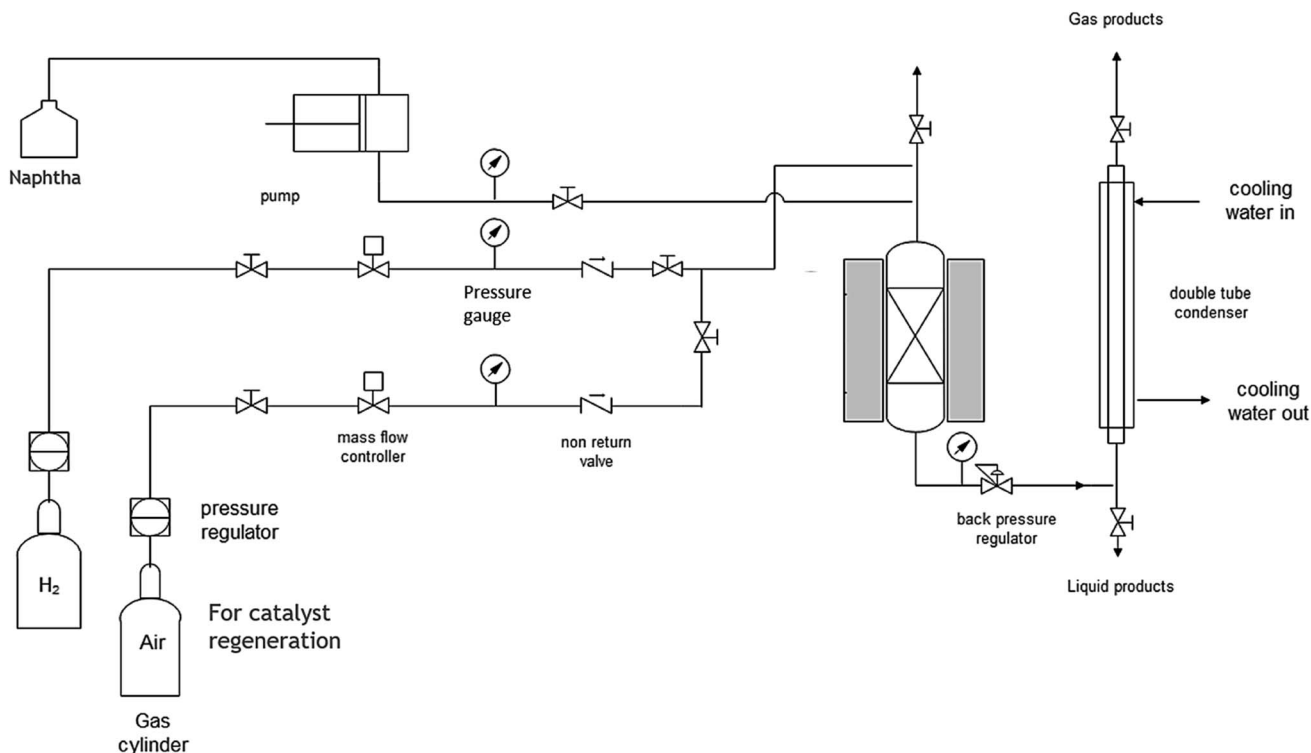 Gas products
Naphtha
pump
cooling
water in
Pressure
gauge
double tube
condenser
cooling
water out
mass flow
controller
non return
valve
pressure
regulator
back pressure
regulator
H₂
Liquid products
For catalyst
regeneration
Air
Gas
cylinder